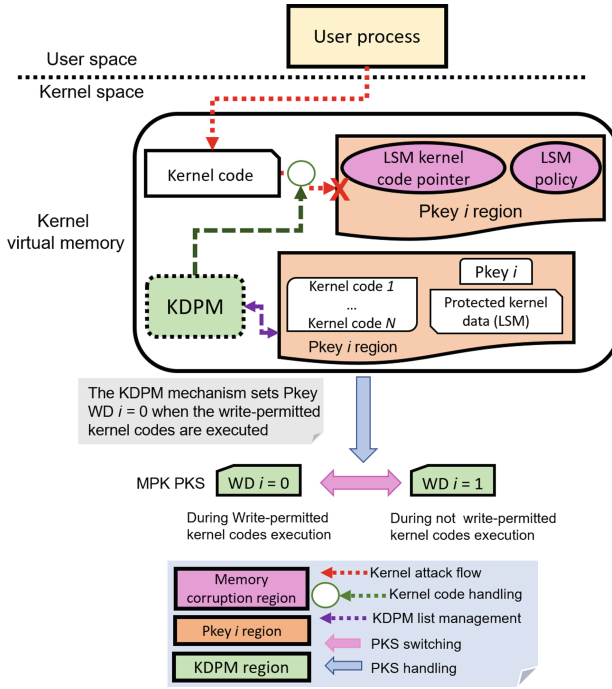 User process
User space
Kernel space
Kernel code
LSM kernel
code pointer
LSM
policy
Pkey i region
Kernel
virtual memory
KDPM
Kernel code 1
...
Kernel code N
Pkey i
Protected kernel
data (LSM)
Pkey i region
The KDPM mechanism sets Pkey
WD i = 0 when the write-permitted
kernel codes are executed
MPK PKS
WD i = 0
WD i = 1
During Write-permitted
kernel codes execution
During not write-permitted
kernel codes execution
Memory
corruption region
Pkey i region
KDPM region
Kernel attack flow
Kernel code handling
KDPM list management
PKS switching
PKS handling